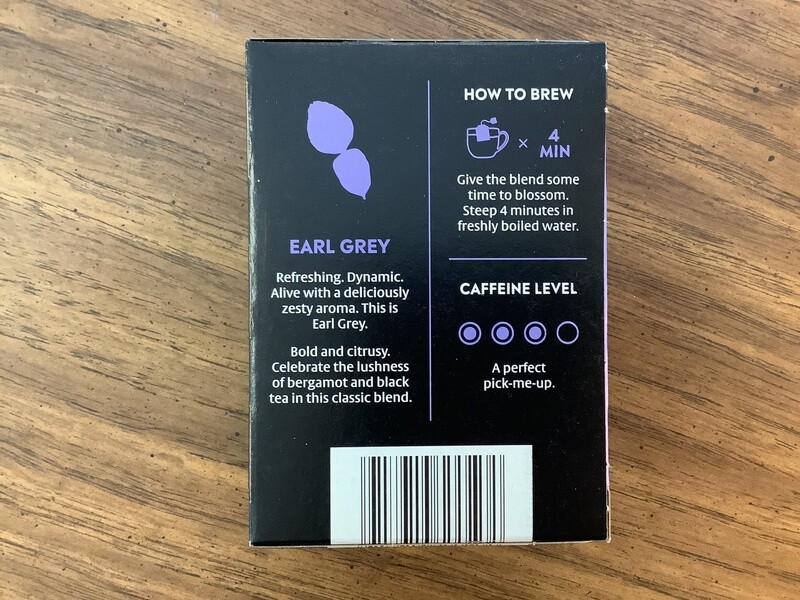 EARL GREY
Refreshing. Dynamic.
Alive with a deliciously
zesty aroma. This is
Earl Grey.
Bold and citrusy.
Celebrate the lushness
of bergamot and black
tea in this classic blend.
HOW TO BREW
× 4
MIN
Give the blend some
time to blossom.
Steep 4 minutes in
freshly boiled water.
CAFFEINE LEVEL
A perfect
pick-me-up.